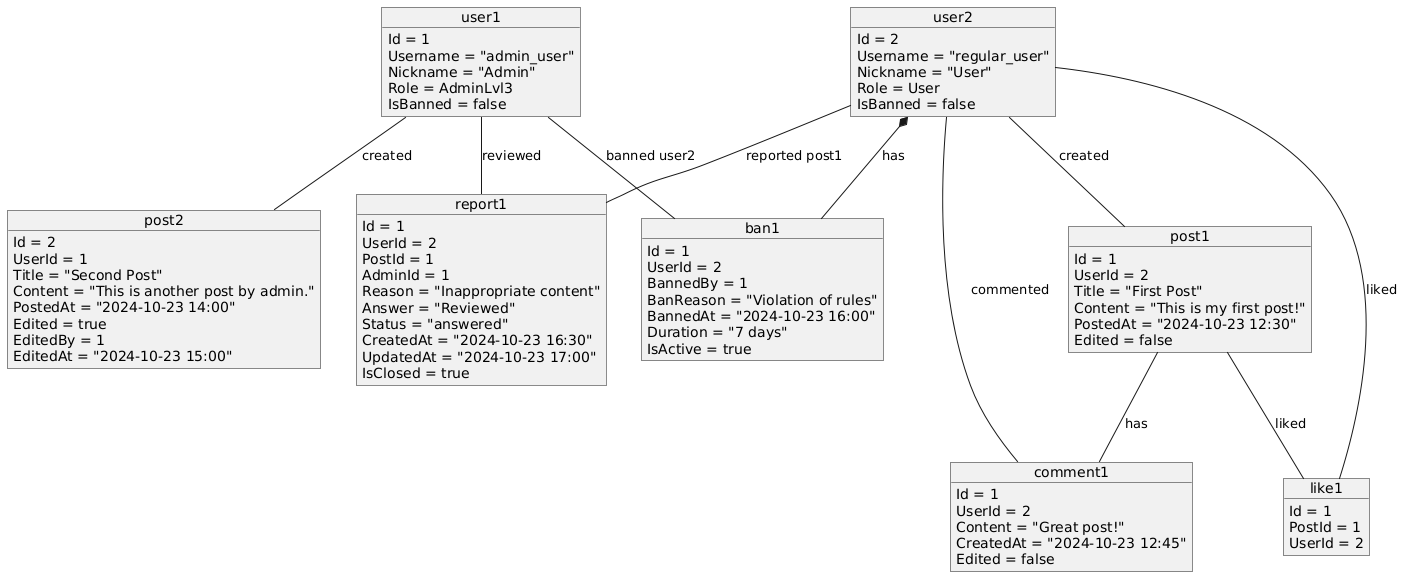 user1
Id = 1
Username = "admin_user"
Nickname = "Admin"
Role = AdminLvl3
IsBanned = false
user2
Id = 2
Username = "regular_user"
Nickname = "User"
Role = User
IsBanned = false
created
reviewed
banned user2
reported post1
has
created
post2
Id = 2
UserId = 1
Title = "Second Post"
Content = "This is another post by admin."
PostedAt = "2024-10-23 14:00"
Edited = true
EditedBy = 1
EditedAt = "2024-10-23 15:00"
report1
Id = 1
UserId = 2
PostId = 1
AdminId = 1
Reason = "Inappropriate content"
Answer = "Reviewed"
Status = "answered"
CreatedAt = "2024-10-23 16:30"
UpdatedAt = "2024-10-23 17:00"
IsClosed = true
ban1
Id = 1
UserId = 2
BannedBy = 1
BanReason = "Violation of rules"
BannedAt = "2024-10-23 16:00"
Duration = "7 days"
IsActive = true
commented
post1
Id = 1
UserId = 2
Title = "First Post"
Content = "This is my first post!"
PostedAt = "2024-10-23 12:30"
Edited = false
liked
has
liked
comment1
Id = 1
UserId = 2
Content = "Great post!"
CreatedAt = "2024-10-23 12:45"
Edited = false
like1
Id = 1
PostId = 1
UserId = 2